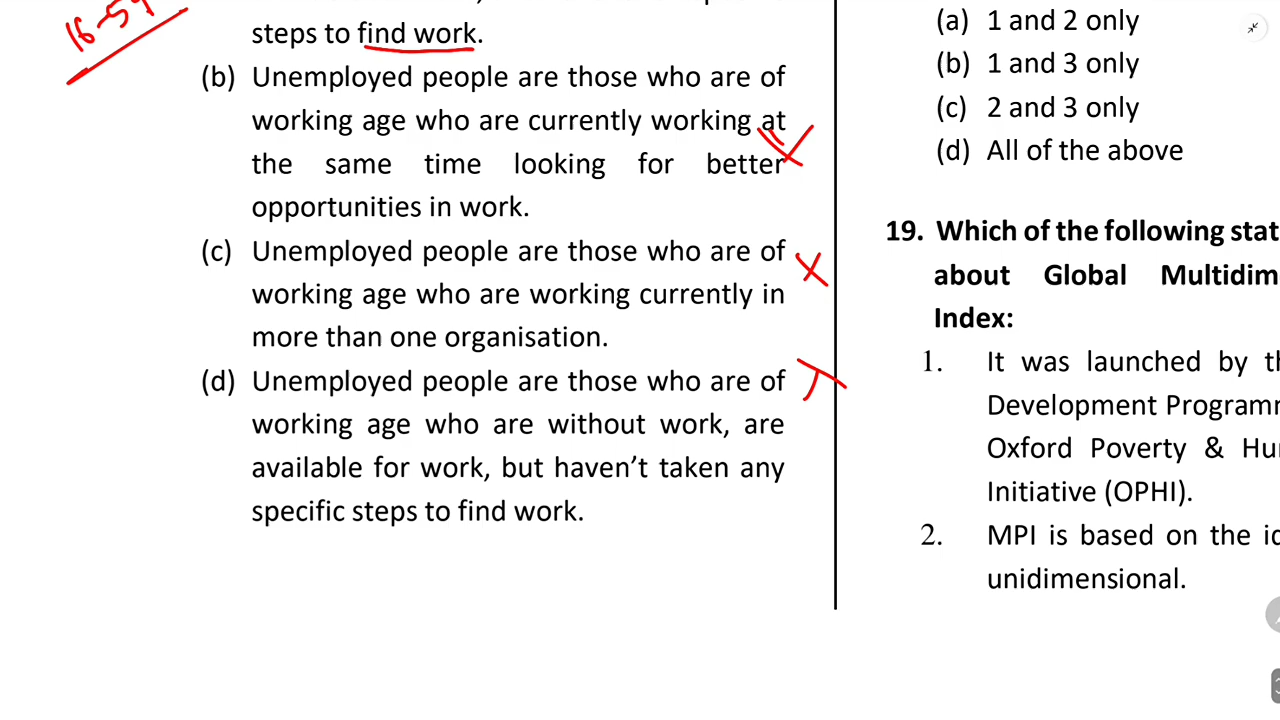 16-59
steps to find work.
(b) Unemployed people are those who are of
working age who are currently working at
the same time looking for better
opportunities in work.
(c) Unemployed people are those who are of
working age who are working currently in
more than one organisation.
(d) Unemployed people are those who are of
working age who are without work, are
available for work, but haven’t taken any
specific steps to find work.
(a) 1 and 2 only
(b) 1 and 3 only
(c) 2 and 3 only
(d) All of the above
19. Which of the following stat
about Global Multidim
Index:
1. It was launched by th
Development Programm
Oxford Poverty & Hu
Initiative (OPHI).
2. MPI is based on the id
unidimensional.